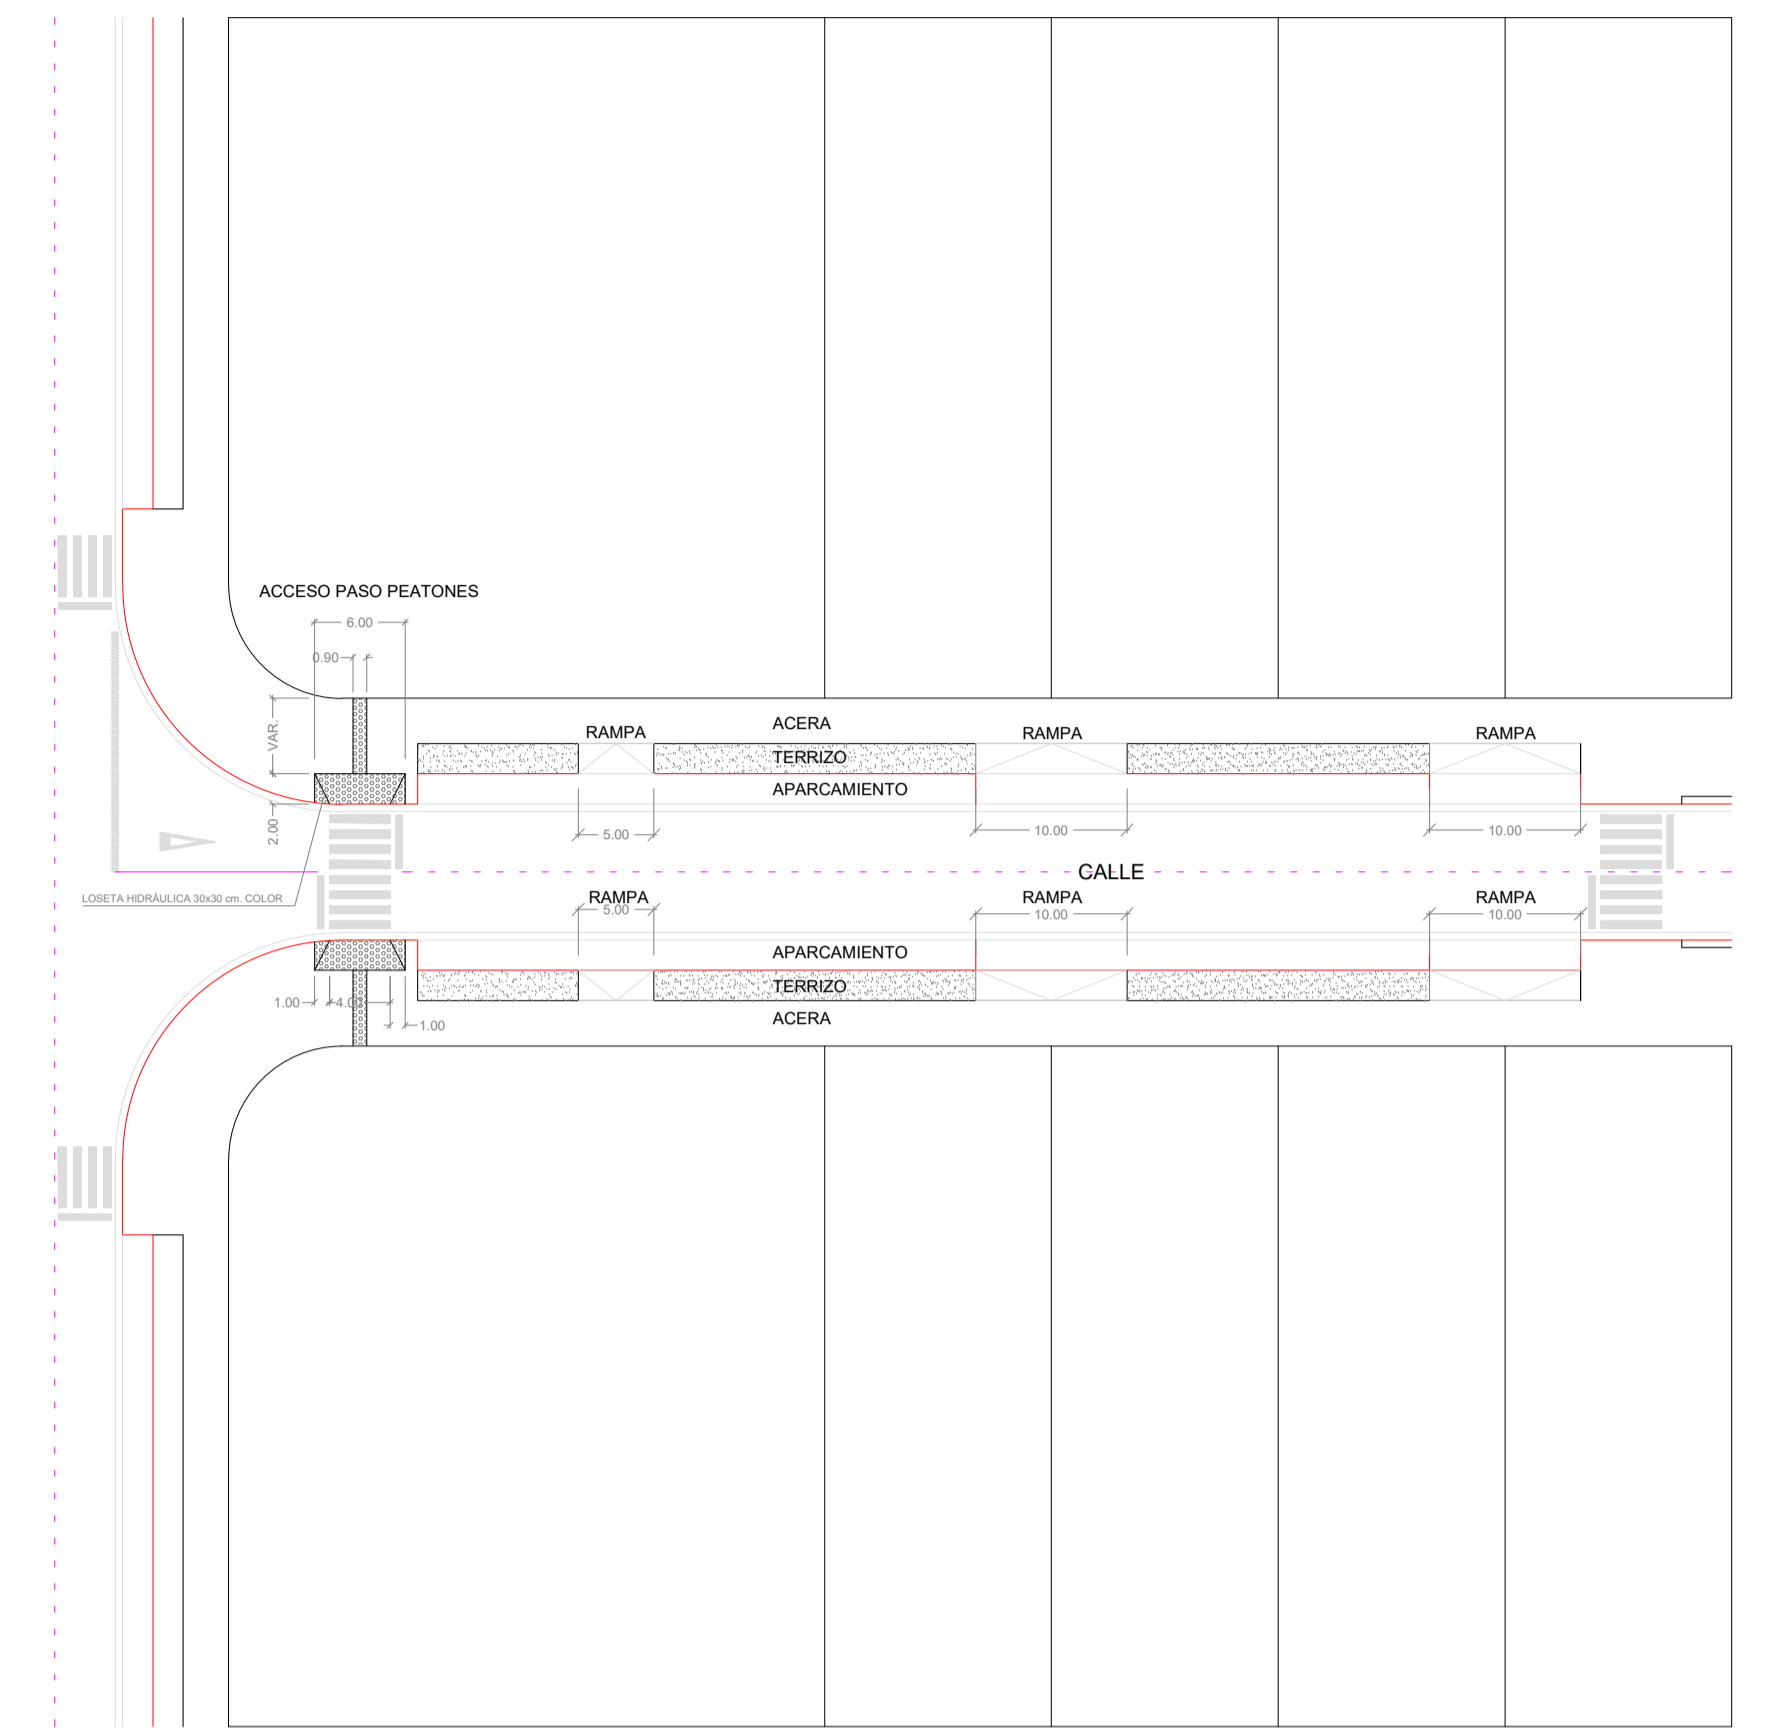 ACCESO PASO PEATONES
6.00
0.90
VAR.
ACERA
RAMPA
RAMPA
RAMPA
TERRIZO
APARCAMIENTO
2.00
5.00
10.00
10.00
CALLE
LOSETA HIDRÁULICA 30x30 cm. COLOR
RAMPA
RAMPA
RAMPA
5.00
10.00
10.00
APARCAMIENTO
TERRIZO
1.00
4.00
ACERA
1.00